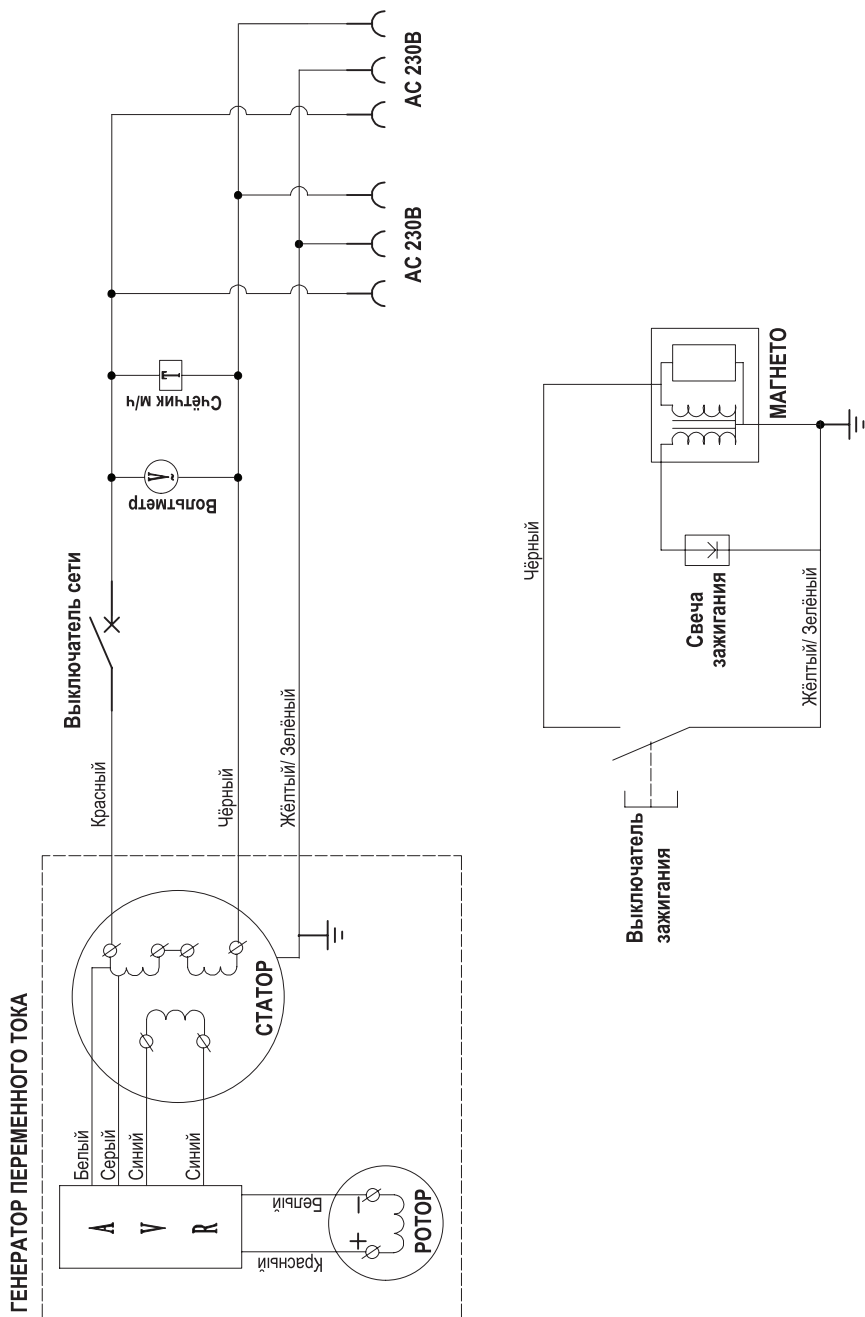 ГЕНЕРАТОР ПЕРЕМЕННОГО ТОКА
A
V
R
Белый
Серый
Синий
Синий
Красный
Белый
+
–
РОТОР
СТАТОР
Красный
Чёрный
Жёлтый/ Зелёный
Выключатель сети
V
~
Вольтметр
T
Счётчик м/ч
AC 230В
AC 230В
Выключатель
зажигания
Чёрный
Жёлтый/ Зелёный
Свеча
зажигания
МАГНЕТО